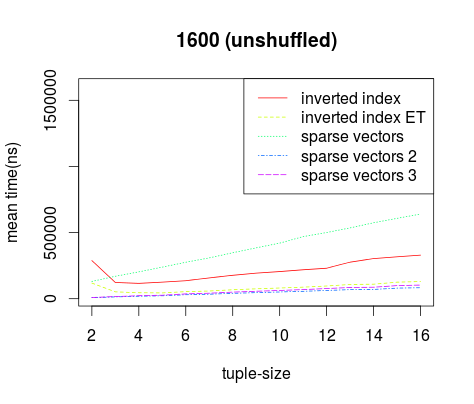 1600 (unshuffled)
inverted index
inverted index ET
sparse vectors
sparse vectors 2
sparse vectors 3
mean time(ns)
1500000
500000
0
2 4 6 8 10 12 14 16
tuple-size